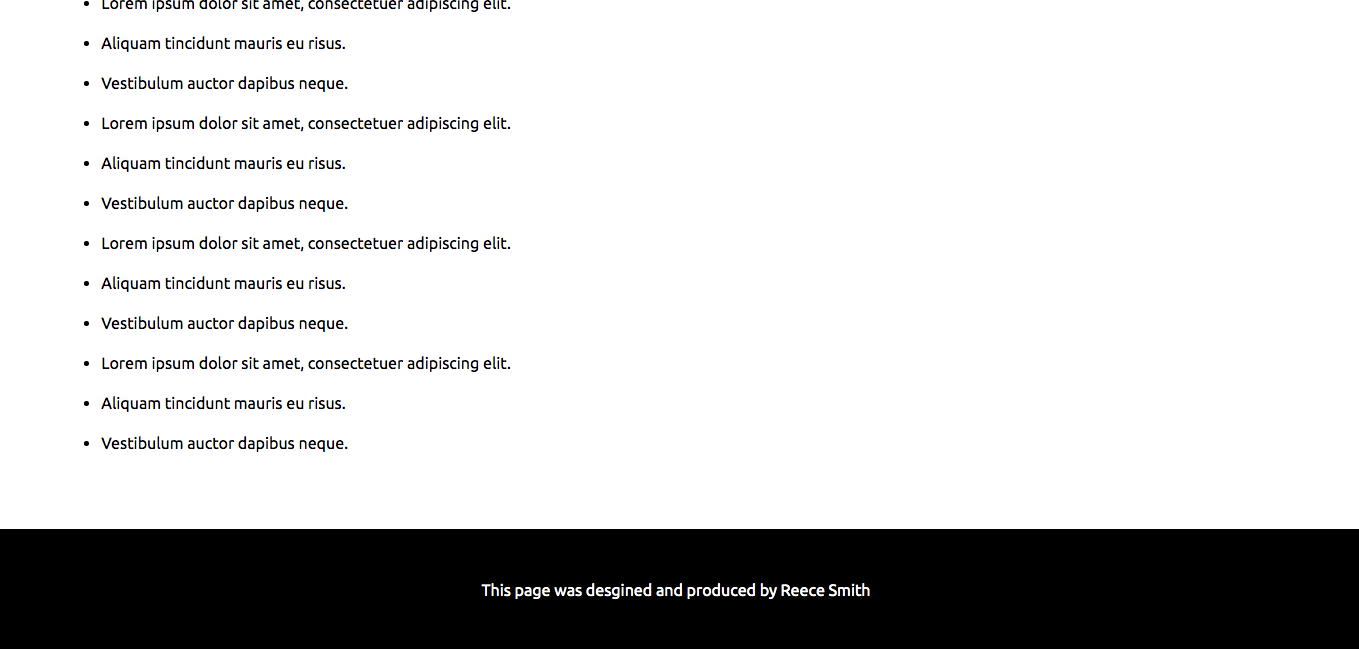 • Lorem ipsum dolor sit amet, consectetuer adipiscing elit.
• Aliquam tincidunt mauris eu risus.
• Vestibulum auctor dapibus neque.
• Lorem ipsum dolor sit amet, consectetuer adipiscing elit.
• Aliquam tincidunt mauris eu risus.
• Vestibulum auctor dapibus neque.
• Lorem ipsum dolor sit amet, consectetuer adipiscing elit.
• Aliquam tincidunt mauris eu risus.
• Vestibulum auctor dapibus neque.
• Lorem ipsum dolor sit amet, consectetuer adipiscing elit.
• Aliquam tincidunt mauris eu risus.
• Vestibulum auctor dapibus neque.
This page was desgined and produced by Reece Smith